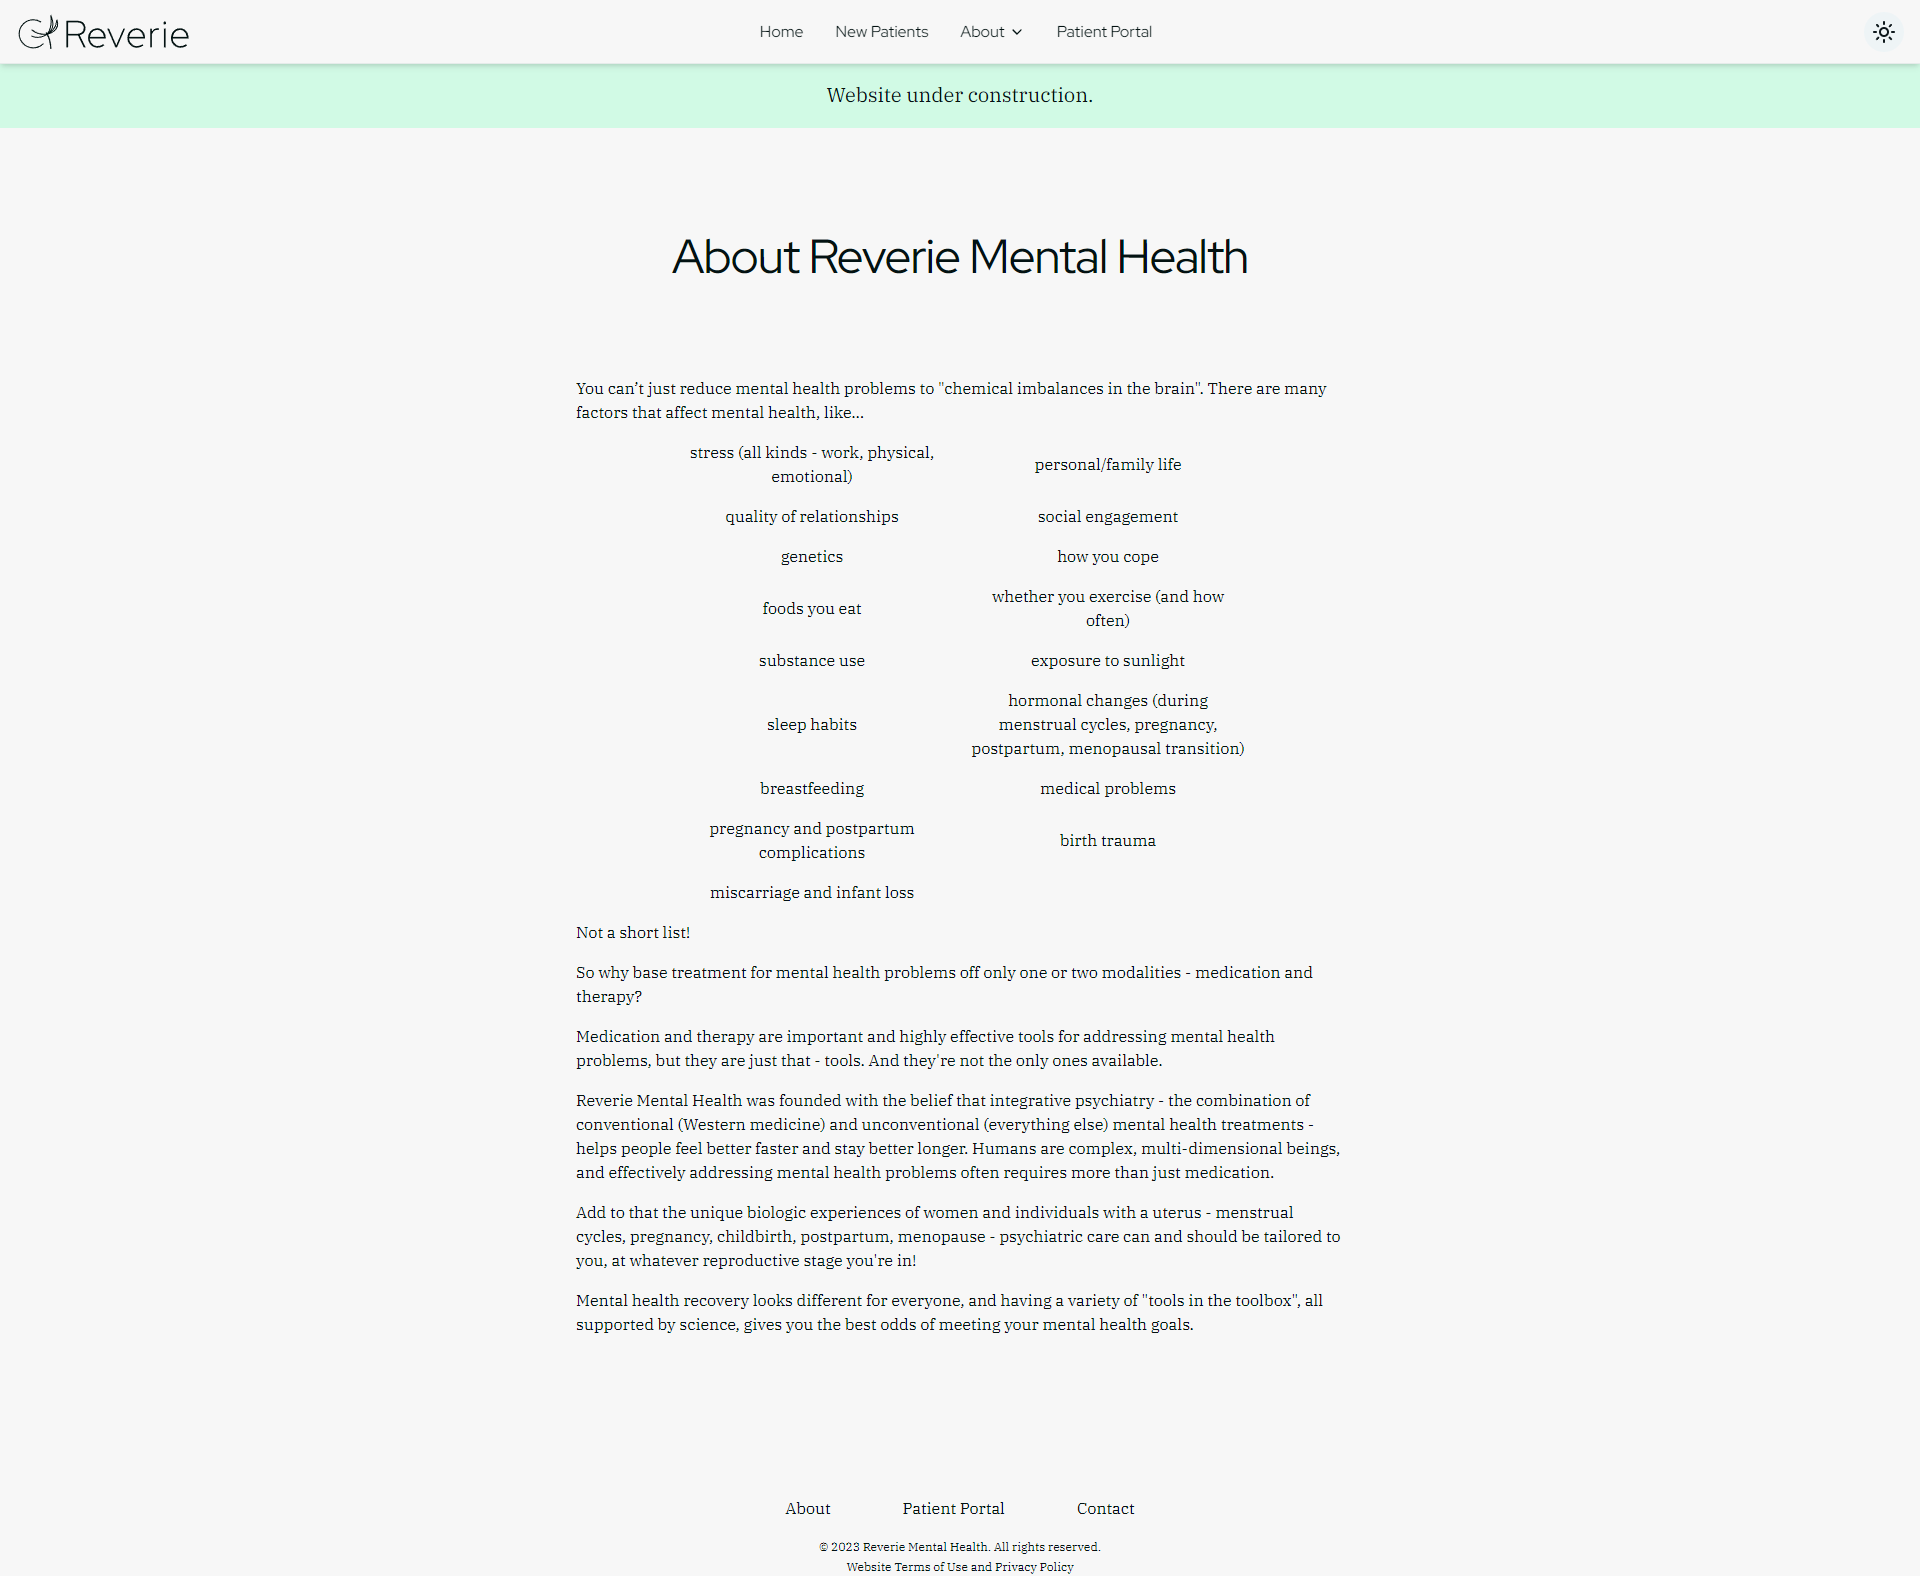 Reverie
Home
New Patients
About
Patient Portal
Website under construction.
About Reverie Mental Health
You can’t just reduce mental health problems to "chemical imbalances in the brain". There are many
factors that affect mental health, like...
stress (all kinds - work, physical,
emotional)
personal/family life
quality of relationships
social engagement
genetics
how you cope
foods you eat
whether you exercise (and how
often)
substance use
exposure to sunlight
sleep habits
hormonal changes (during
menstrual cycles, pregnancy,
postpartum, menopausal transition)
breastfeeding
medical problems
pregnancy and postpartum
complications
birth trauma
miscarriage and infant loss
Not a short list!
So why base treatment for mental health problems off only one or two modalities - medication and
therapy?
Medication and therapy are important and highly effective tools for addressing mental health
problems, but they are just that - tools. And they're not the only ones available.
Reverie Mental Health was founded with the belief that integrative psychiatry - the combination of
conventional (Western medicine) and unconventional (everything else) mental health treatments -
helps people feel better faster and stay better longer. Humans are complex, multi-dimensional beings,
and effectively addressing mental health problems often requires more than just medication.
Add to that the unique biologic experiences of women and individuals with a uterus - menstrual
cycles, pregnancy, childbirth, postpartum, menopause - psychiatric care can and should be tailored to
you, at whatever reproductive stage you're in!
Mental health recovery looks different for everyone, and having a variety of "tools in the toolbox", all
supported by science, gives you the best odds of meeting your mental health goals.
About
Patient Portal
Contact
© 2023 Reverie Mental Health. All rights reserved.
Website Terms of Use and Privacy Policy